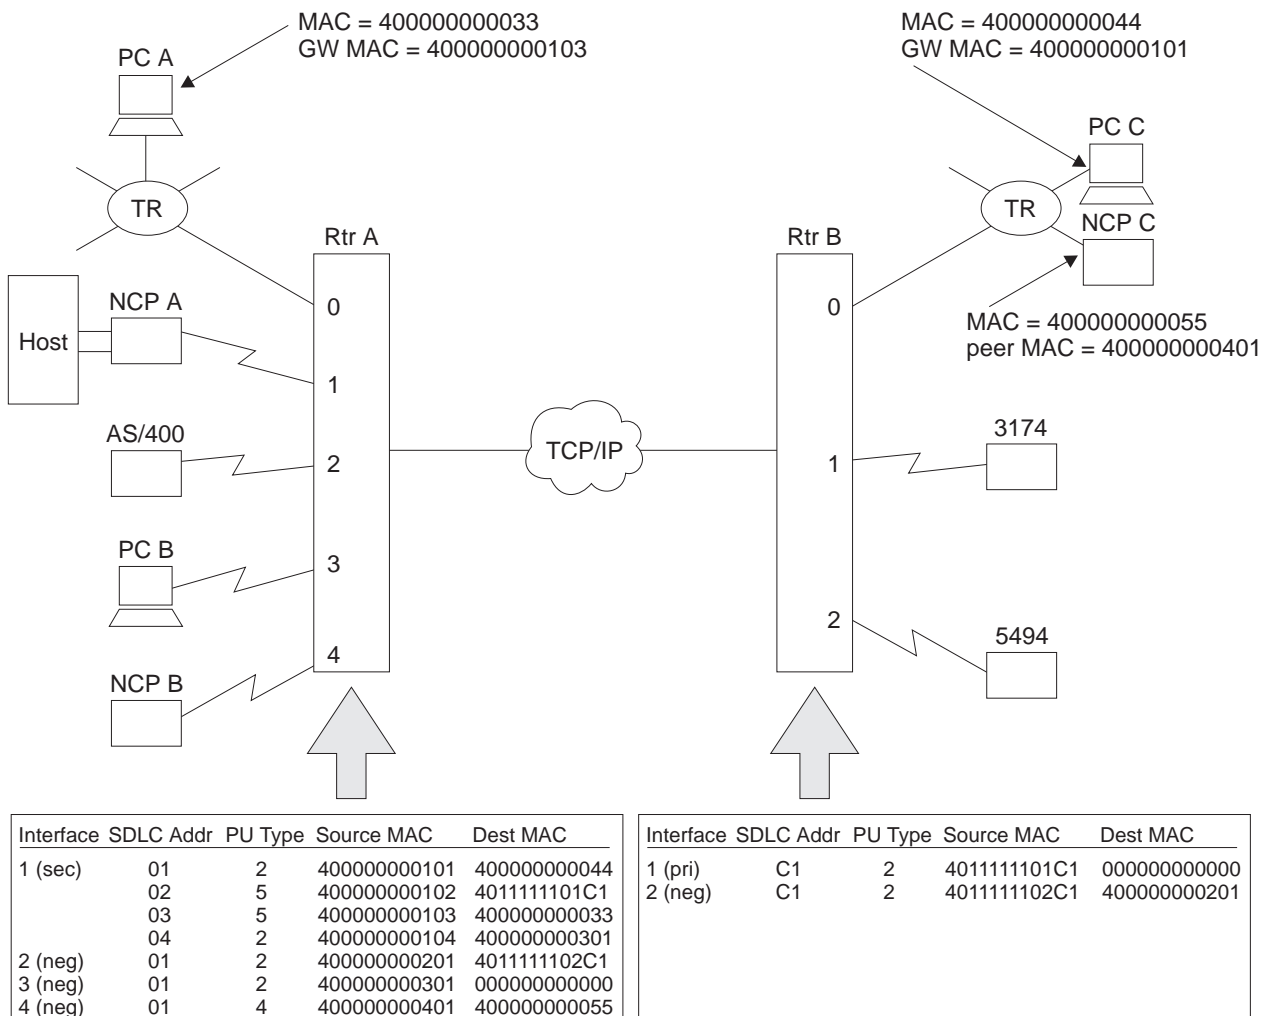 MAC = 400000000033
GW MAC = 400000000103
MAC = 400000000044
GW MAC = 400000000101
PC A
PC C
TR
TR
NCP C
Rtr A
Rtr B
NCP A
0
0
Host
MAC = 400000000055
peer MAC = 400000000401
1
AS/400
3174
TCP/IP
2
1
PC B
3
2
5494
4
NCP B
Interface SDLC Addr PU Type Source MAC Dest MAC
1 (sec) 01 2 400000000101 400000000044
02 5 400000000102 4011111101C1
03 5 400000000103 400000000033
04 2 400000000104 400000000301
2 (neg) 01 2 400000000201 4011111102C1
3 (neg) 01 2 400000000301 000000000000
4 (neg) 01 4 400000000401 400000000055
Interface SDLC Addr PU Type Source MAC Dest MAC
1 (pri) C1 2 4011111101C1 000000000000
2 (neg) C1 2 4011111102C1 400000000201